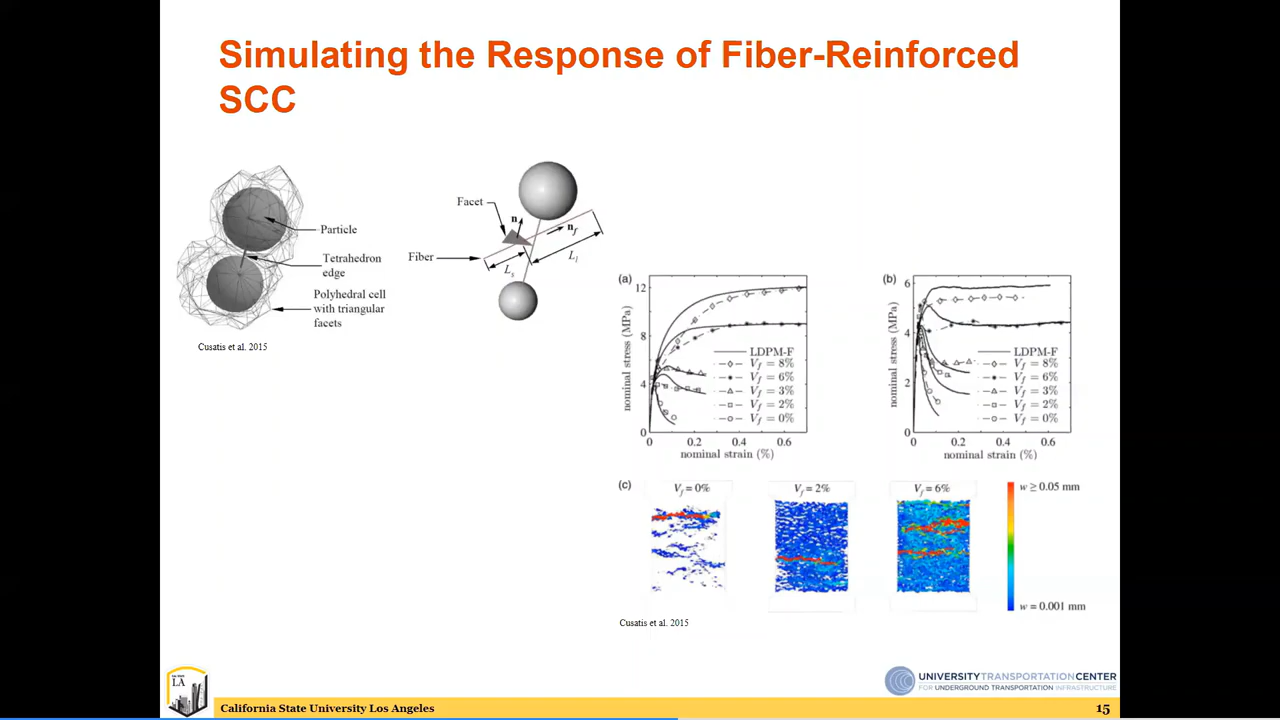 Simulating the Response of Fiber-Reinforced
SCC
Particle
Tetrahedron
edge
Polyhedral cell
with triangular
facets
Cusatis et al. 2015
Facet
n
n_f
Fiber
L_s
L_l
(a)
12
8
4
0
nominal stress (MPa)
LDPM-F
V_f = 8%
V_f = 6%
V_f = 3%
V_f = 2%
V_f = 0%
0 0.2 0.4 0.6
nominal strain (%)
(b)
6
4
2
0
nominal stress (MPa)
LDPM-F
V_f = 8%
V_f = 6%
V_f = 3%
V_f = 2%
V_f = 0%
0 0.2 0.4 0.6
nominal strain (%)
(c)
V_f = 0%
V_f = 2%
V_f = 6%
w ≥ 0.05 mm
w = 0.001 mm
Cusatis et al. 2015
LA
UNIVERSITY TRANSPORTATION CENTER
FOR UNDERGROUND TRANSPORTATION INFRASTRUCTURE
California State University Los Angeles
15